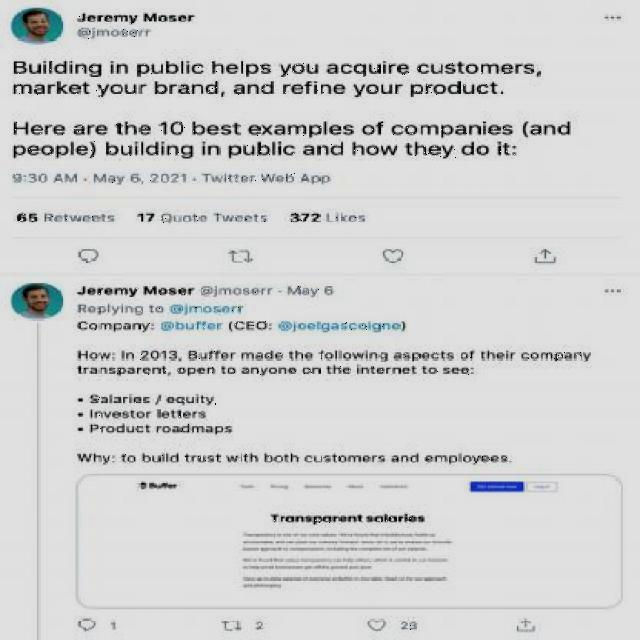 Jeremy Moser
@jmoserr
Building in public helps you acquire customers,
market your brand, and refine your product.
Here are the 10 best examples of companies (and
people) building in public and how they do it:
9:30 AM · May 6, 2021 · Twitter Web App
65 Retweets 17 Quote Tweets 372 Likes
Jeremy Moser @jmoserr · May 6
Replying to @jmoserr
Company: @buffer (CEO: @joelgascoigne)
How: In 2013, Buffer made the following aspects of their company
transparent, open to anyone on the internet to see:
• Salaries / equity,
• Investor letters
• Product roadmaps
Why: to build trust with both customers and employees.
Buffer
Transparent salaries
1 2 29